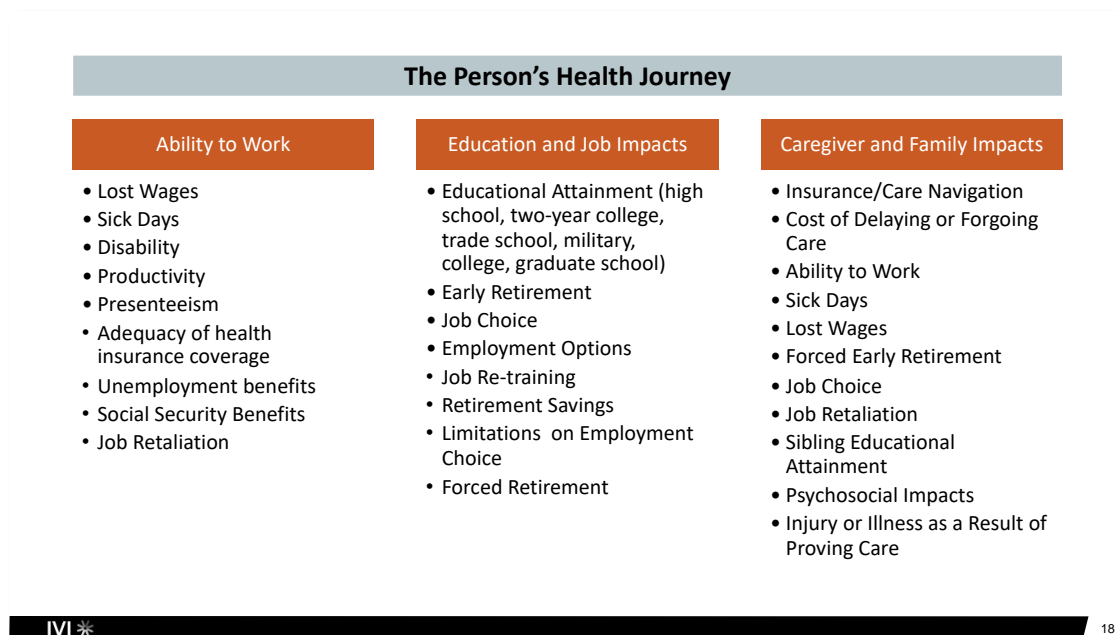 The Person's Health Journey
Ability to Work
• Lost Wages
• Sick Days
• Disability
• Productivity
• Presenteeism
• Adequacy of health
insurance coverage
• Unemployment benefits
• Social Security Benefits
• Job Retaliation
Education and Job Impacts
• Educational Attainment (high
school, two-year college,
trade school, military,
college, graduate school)
• Early Retirement
• Job Choice
• Employment Options
• Job Re-training
• Retirement Savings
• Limitations on Employment
Choice
• Forced Retirement
Caregiver and Family Impacts
• Insurance/Care Navigation
• Cost of Delaying or Forgoing
Care
• Ability to Work
• Sick Days
• Lost Wages
• Forced Early Retirement
• Job Choice
• Job Retaliation
• Sibling Educational
Attainment
• Psychosocial Impacts
• Injury or Illness as a Result of
Proving Care
IVI
18